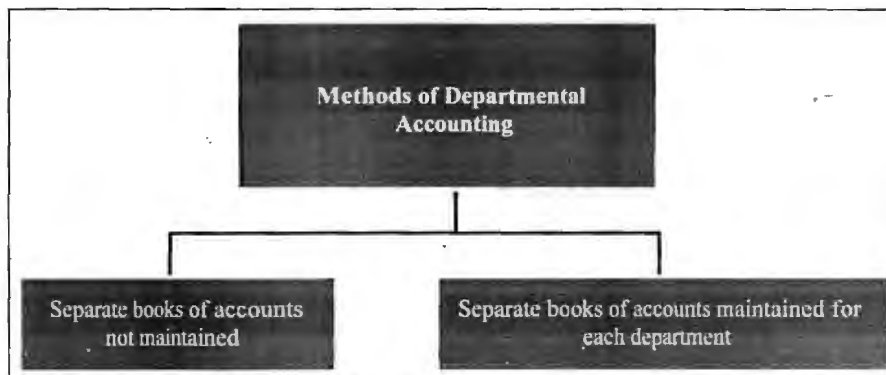 Methods of Departmental
Accounting
Separate books of accounts
not maintained
Separate books of accounts maintained for
each department